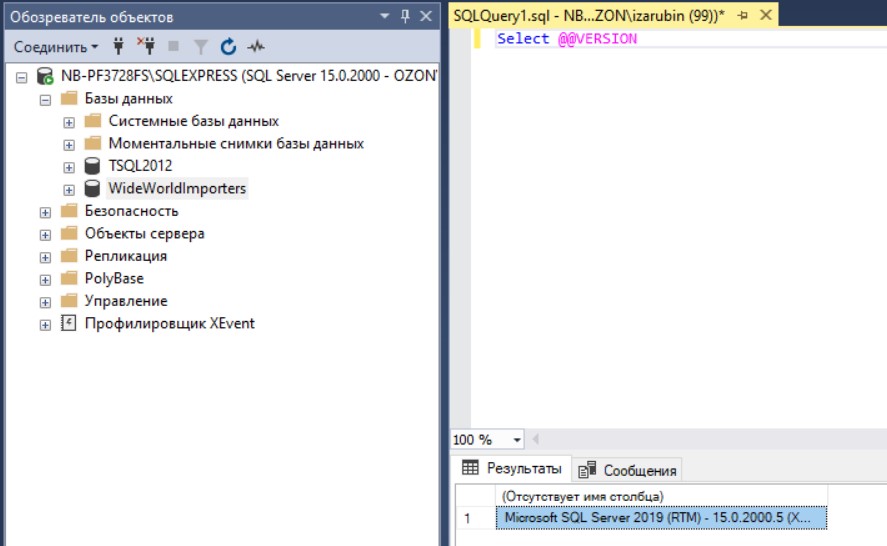 Обозреватель объектов
Соединить
NB-PF3728FS\SQLEXPRESS (SQL Server 15.0.2000 - OZON\
Базы данных
Системные базы данных
Моментальные снимки базы данных
TSQL2012
WideWorldImporters
Безопасность
Объекты сервера
Репликация
PolyBase
Управление
Профилировщик XEvent
SQLQuery1.sql - NB...ZON\izarubin (99))*
Select @@VERSION
100 %
Результаты
Сообщения
(Отсутствует имя столбца)
1 Microsoft SQL Server 2019 (RTM) - 15.0.2000.5 (X...